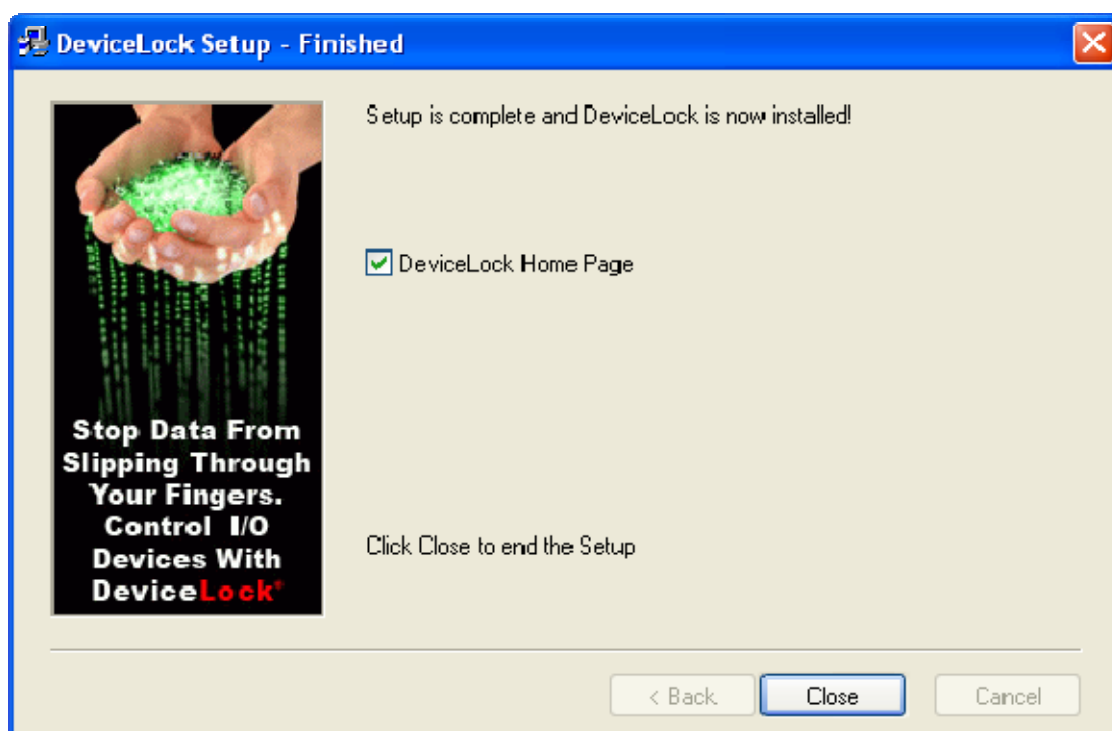 DeviceLock Setup - Finished
Setup is complete and DeviceLock is now installed!
DeviceLock Home Page
Stop Data From
Slipping Through
Your Fingers.
Control I/O
Devices With
DeviceLock®
Click Close to end the Setup
< Back
Close
Cancel